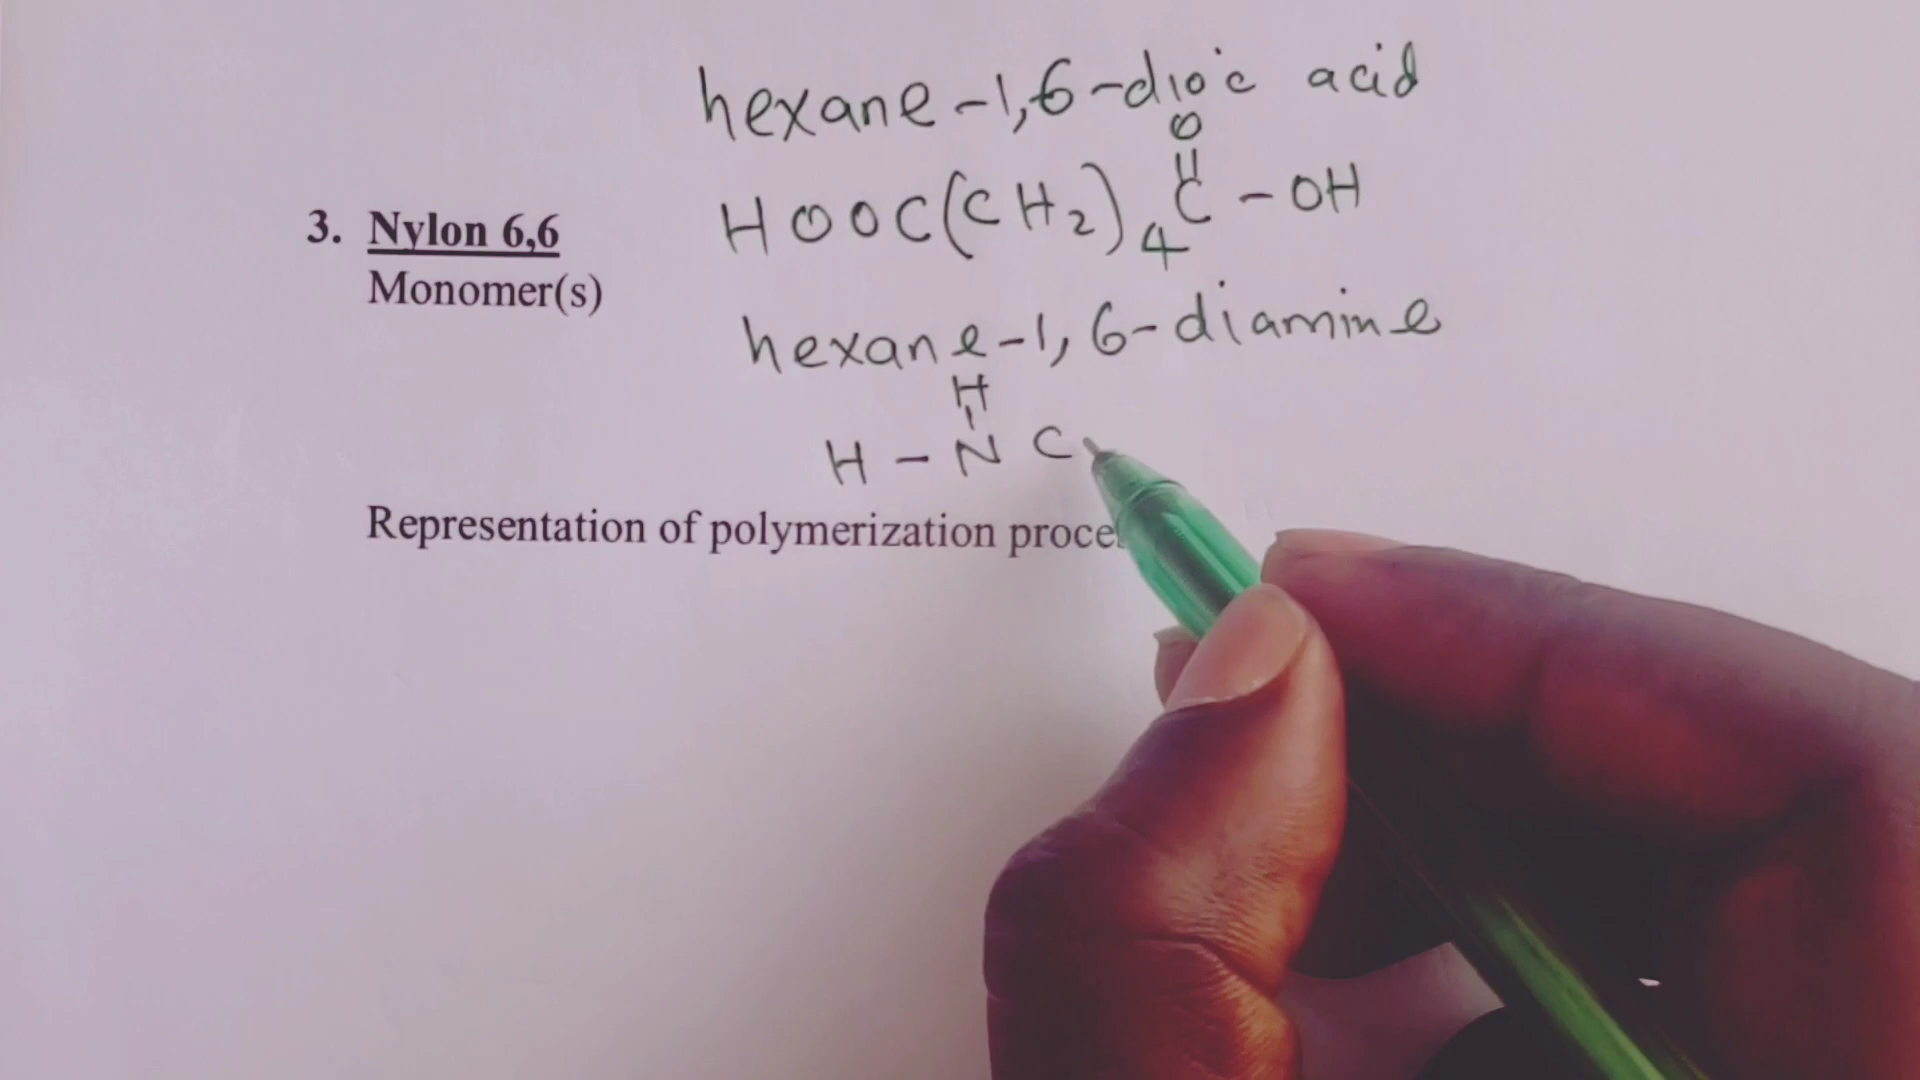 hexane-1,6-dioic acid
O
||
HOOC(CH2)4C-OH
3. Nylon 6,6
Monomer(s)
hexane-1,6-diamine
H
|
H-N C
Representation of polymerization